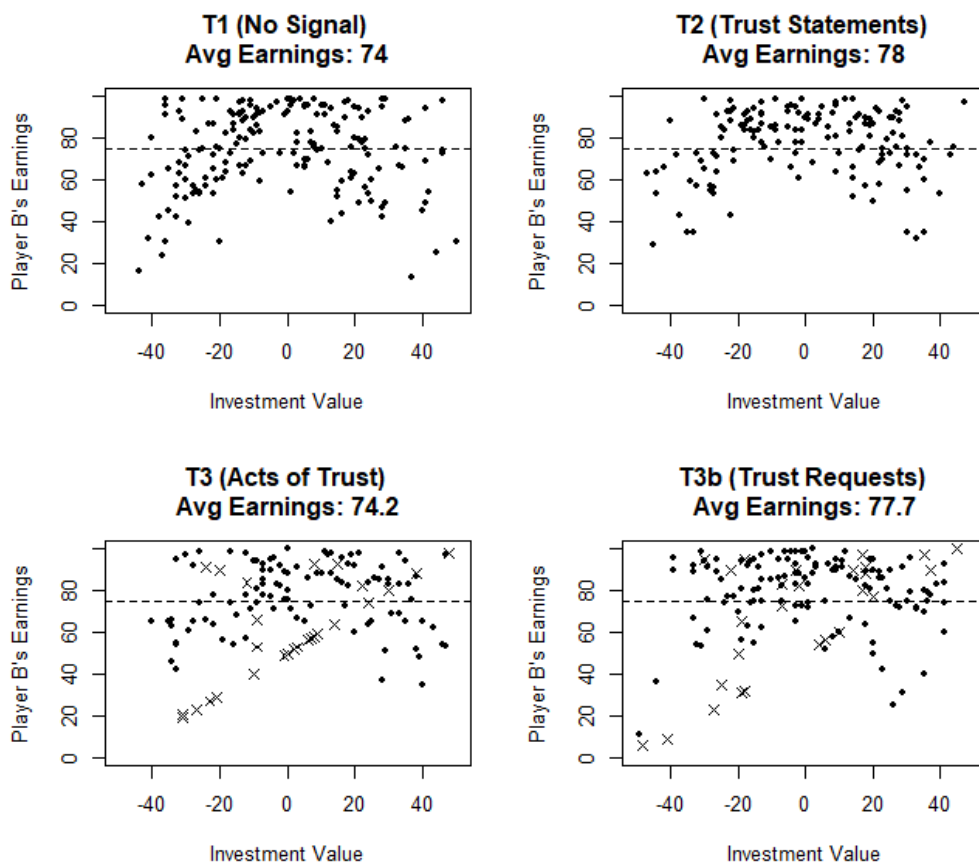 T1 (No Signal)
Avg Earnings: 74
Player B's Earnings
80
60
40
20
0
-40 -20 0 20 40
Investment Value
T2 (Trust Statements)
Avg Earnings: 78
Player B's Earnings
80
60
40
20
0
-40 -20 0 20 40
Investment Value
T3 (Acts of Trust)
Avg Earnings: 74.2
Player B's Earnings
80
60
40
20
0
-40 -20 0 20 40
Investment Value
T3b (Trust Requests)
Avg Earnings: 77.7
Player B's Earnings
80
60
40
20
0
-40 -20 0 20 40
Investment Value